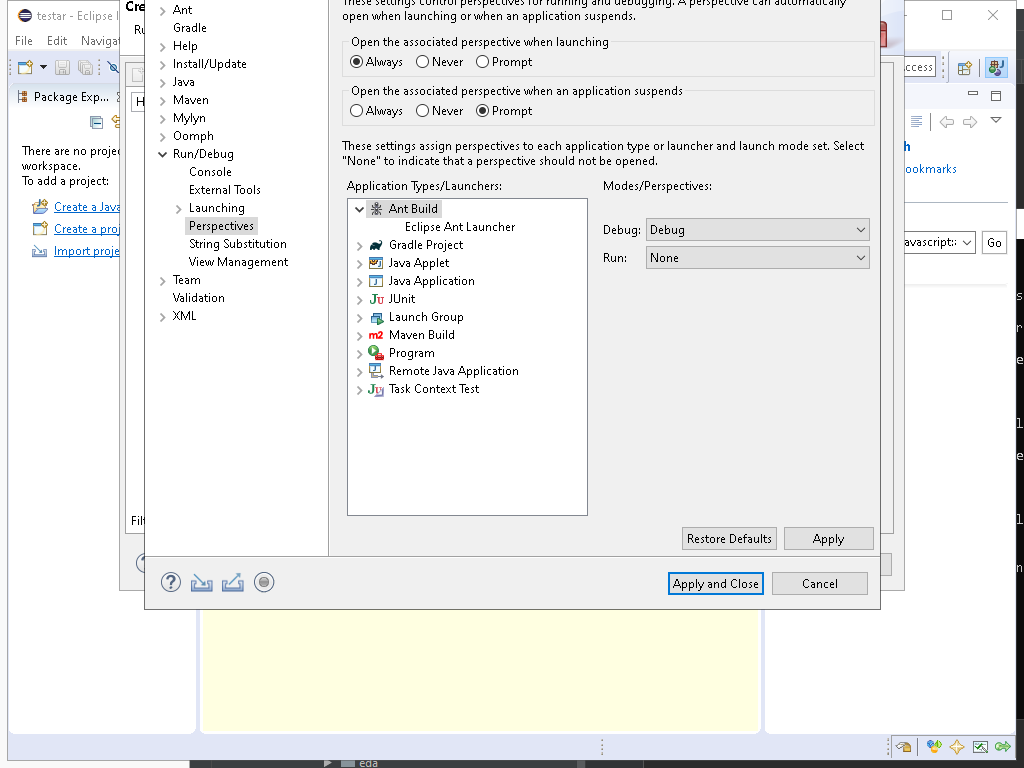 testar - Eclipse I
File Edit Navigat
Package Exp...
There are no proje
workspace.
To add a project:
Create a Java
Create a proj
Import proje
Cre
Ru
H
Filt
Ant
Gradle
Help
Install/Update
Java
Maven
Mylyn
Oomph
Run/Debug
Console
External Tools
Launching
Perspectives
String Substitution
View Management
Team
Validation
XML
These settings control perspectives for running and debugging. A perspective can automatically
open when launching or when an application suspends.
Open the associated perspective when launching
Always Never Prompt
Open the associated perspective when an application suspends
Always Never Prompt
These settings assign perspectives to each application type or launcher and launch mode set. Select
"None" to indicate that a perspective should not be opened.
Application Types/Launchers:
Ant Build
Eclipse Ant Launcher
Gradle Project
Java Applet
Java Application
JUnit
Launch Group
Maven Build
Program
Remote Java Application
Task Context Test
Modes/Perspectives:
Debug: Debug
Run: None
Restore Defaults Apply
Apply and Close Cancel
ccess
h
ookmarks
avascript:
Go
eda